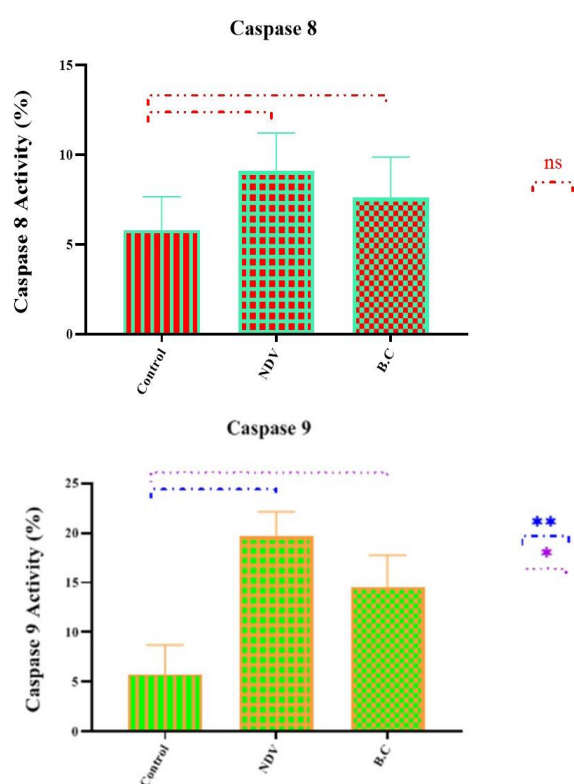 Caspase 8
Caspase 8 Activity (%)
15
10
5
0
Control
NDV
B.C
ns
Caspase 9
Caspase 9 Activity (%)
25
20
15
10
5
0
Control
NDV
B.C
**
*